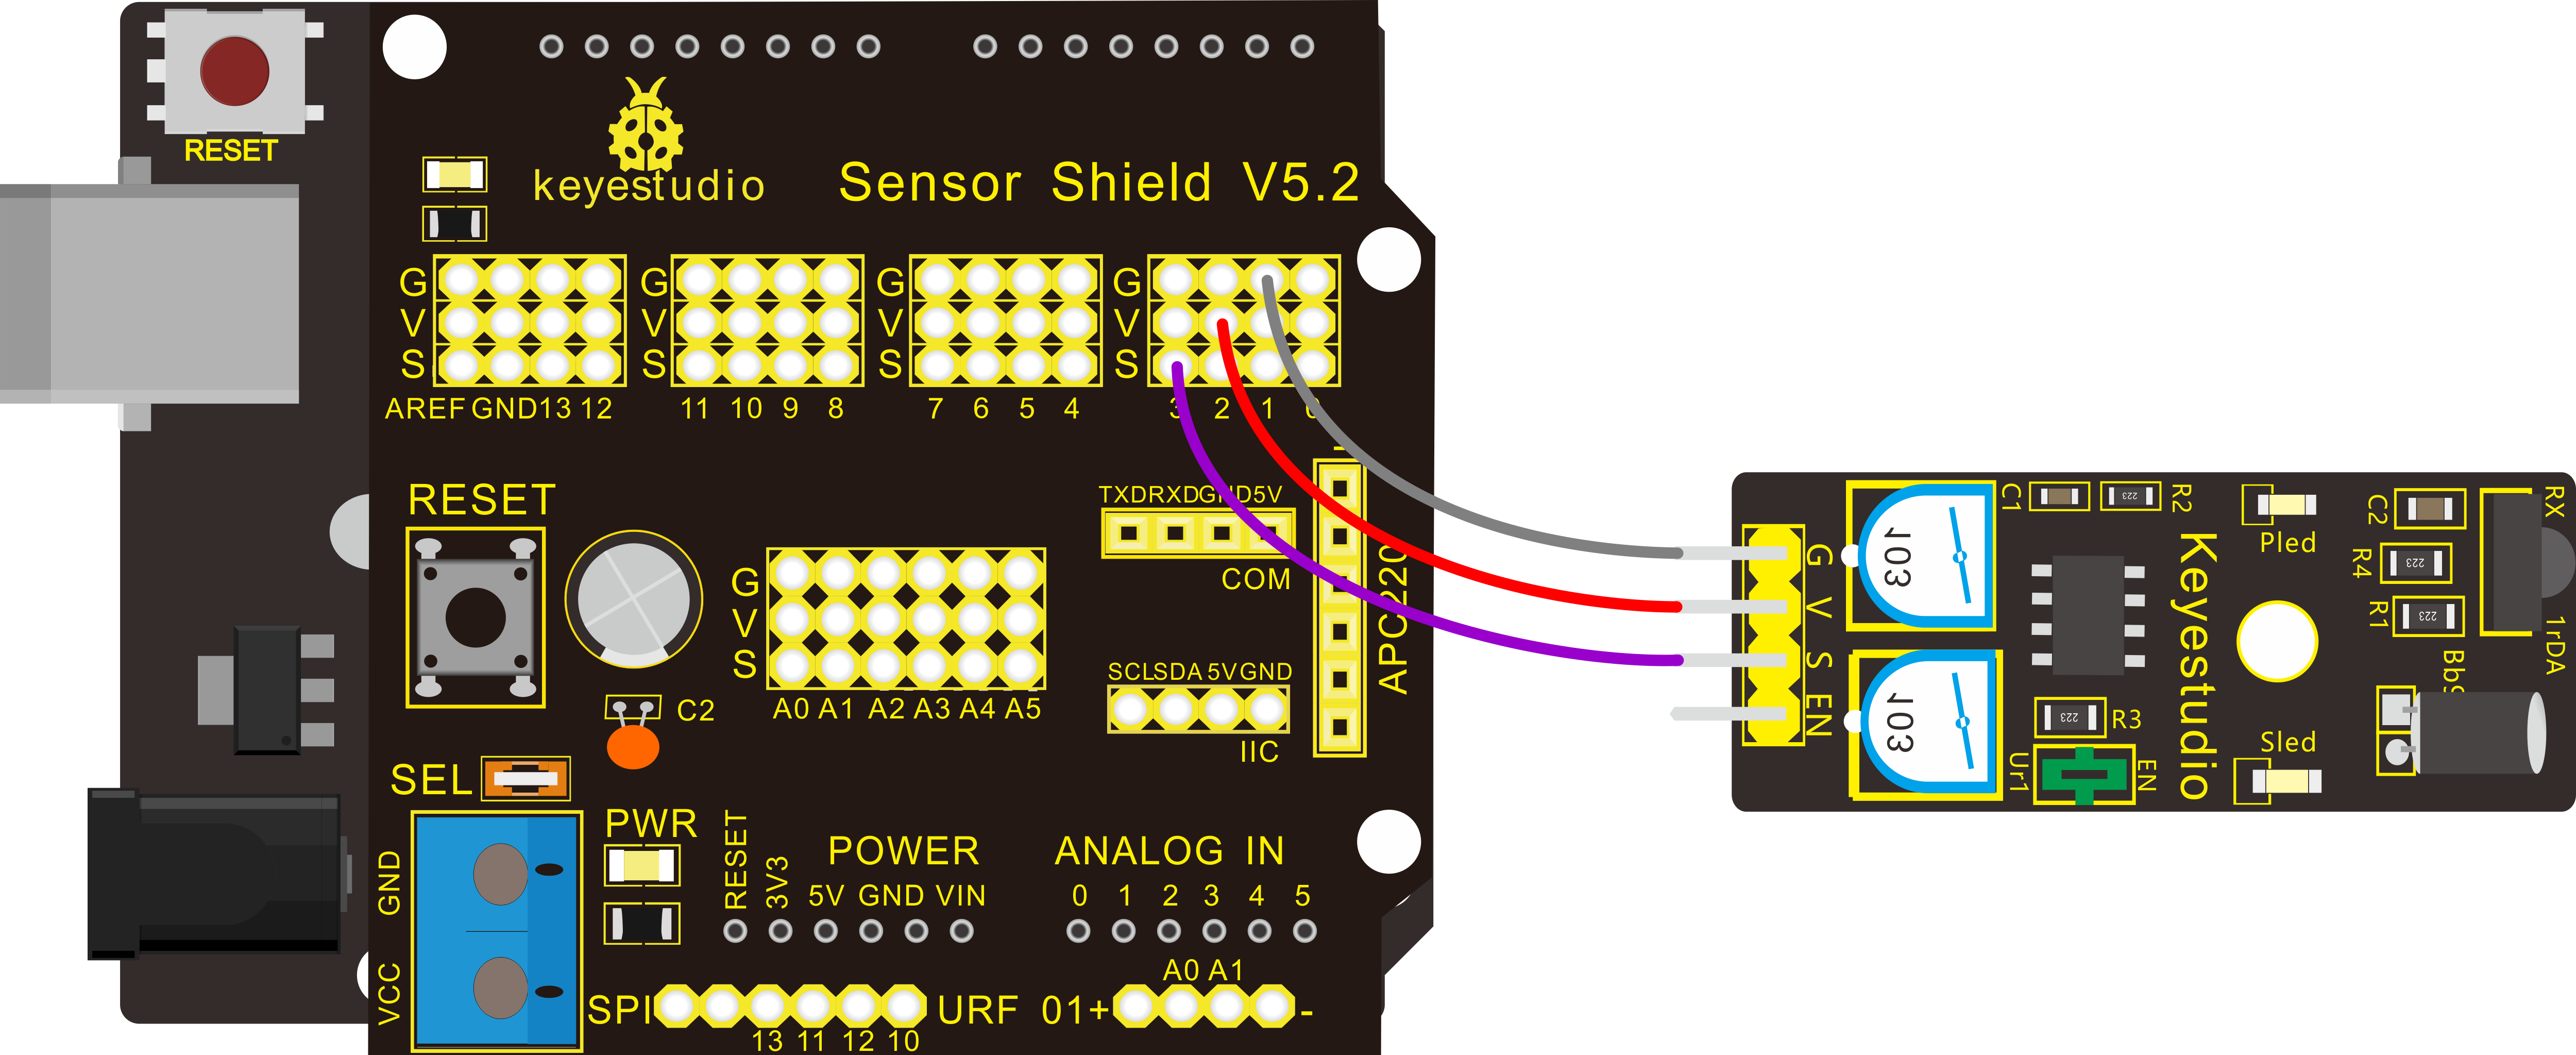 RESET
keyestudio
Sensor Shield V5.2
G G G G
V V V V
S S S S
AREF GND 13 12 11 10 9 8 7 6 5 4 3 2 1 0
RESET
TXD RXD GND 5V
COM
APC220
G
V
S
A0 A1 A2 A3 A4 A5
C2
SCL SDA 5V GND
IIC
SEL
PWR
GND
VCC
RESET
3V3
POWER
5V GND VIN
ANALOG IN
0 1 2 3 4 5
A0 A1
SPI
URF 01+ -
13 11 12 10
G
V
S
EN
103
103
C1
223
R2
223
R3
Ur1
EN
Keyestudio
Pled
Sled
C2
R4
223
R1
223
RX
1rDA